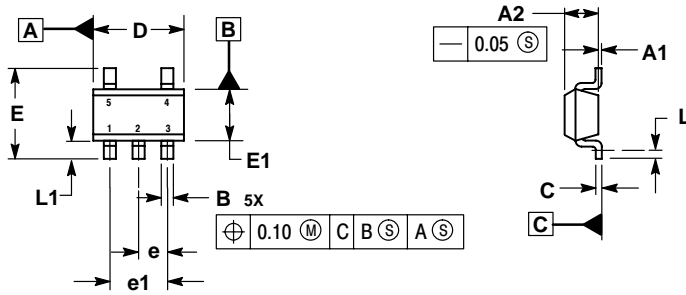 A
D
B
A2
— 0.05 Ⓢ
A1
E
5 4
1 2 3
E1
L
L1
B 5X
C
⌖ 0.10 Ⓜ C B Ⓢ A Ⓢ
C
e
e1